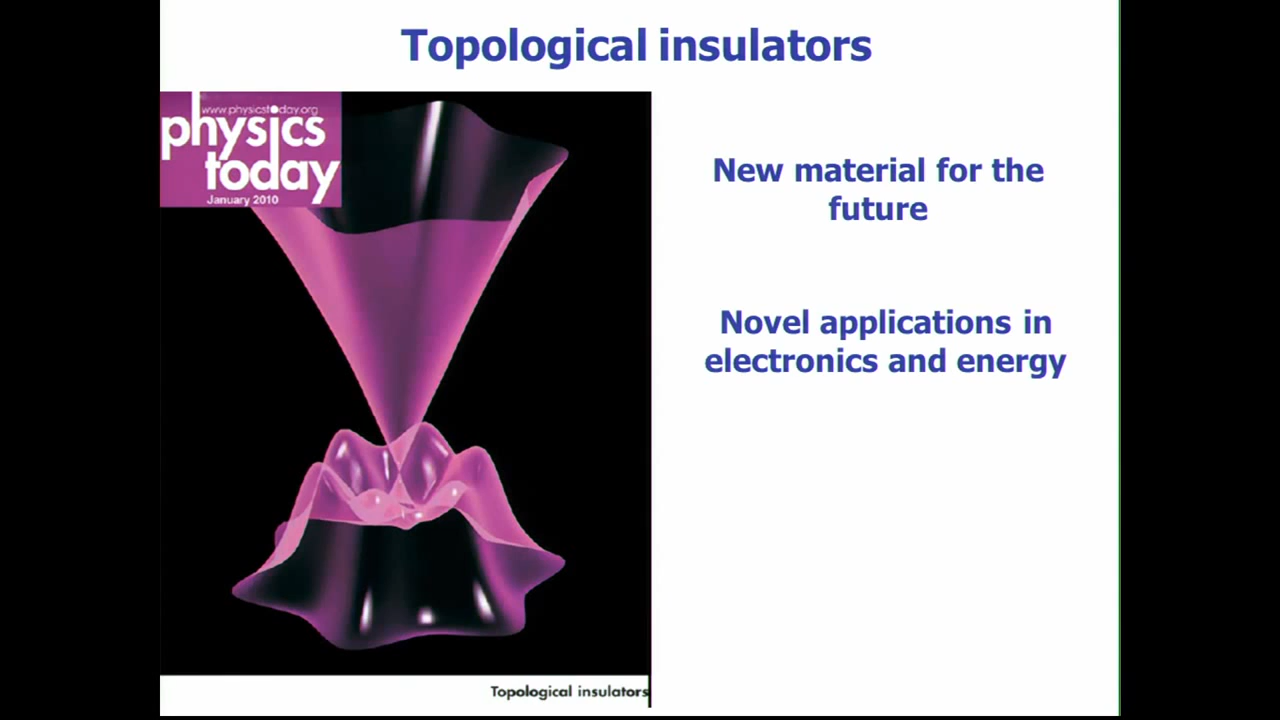 Topological insulators
www.physicstoday.org
physics
today
January 2010
New material for the
future
Novel applications in
electronics and energy
Topological insulators